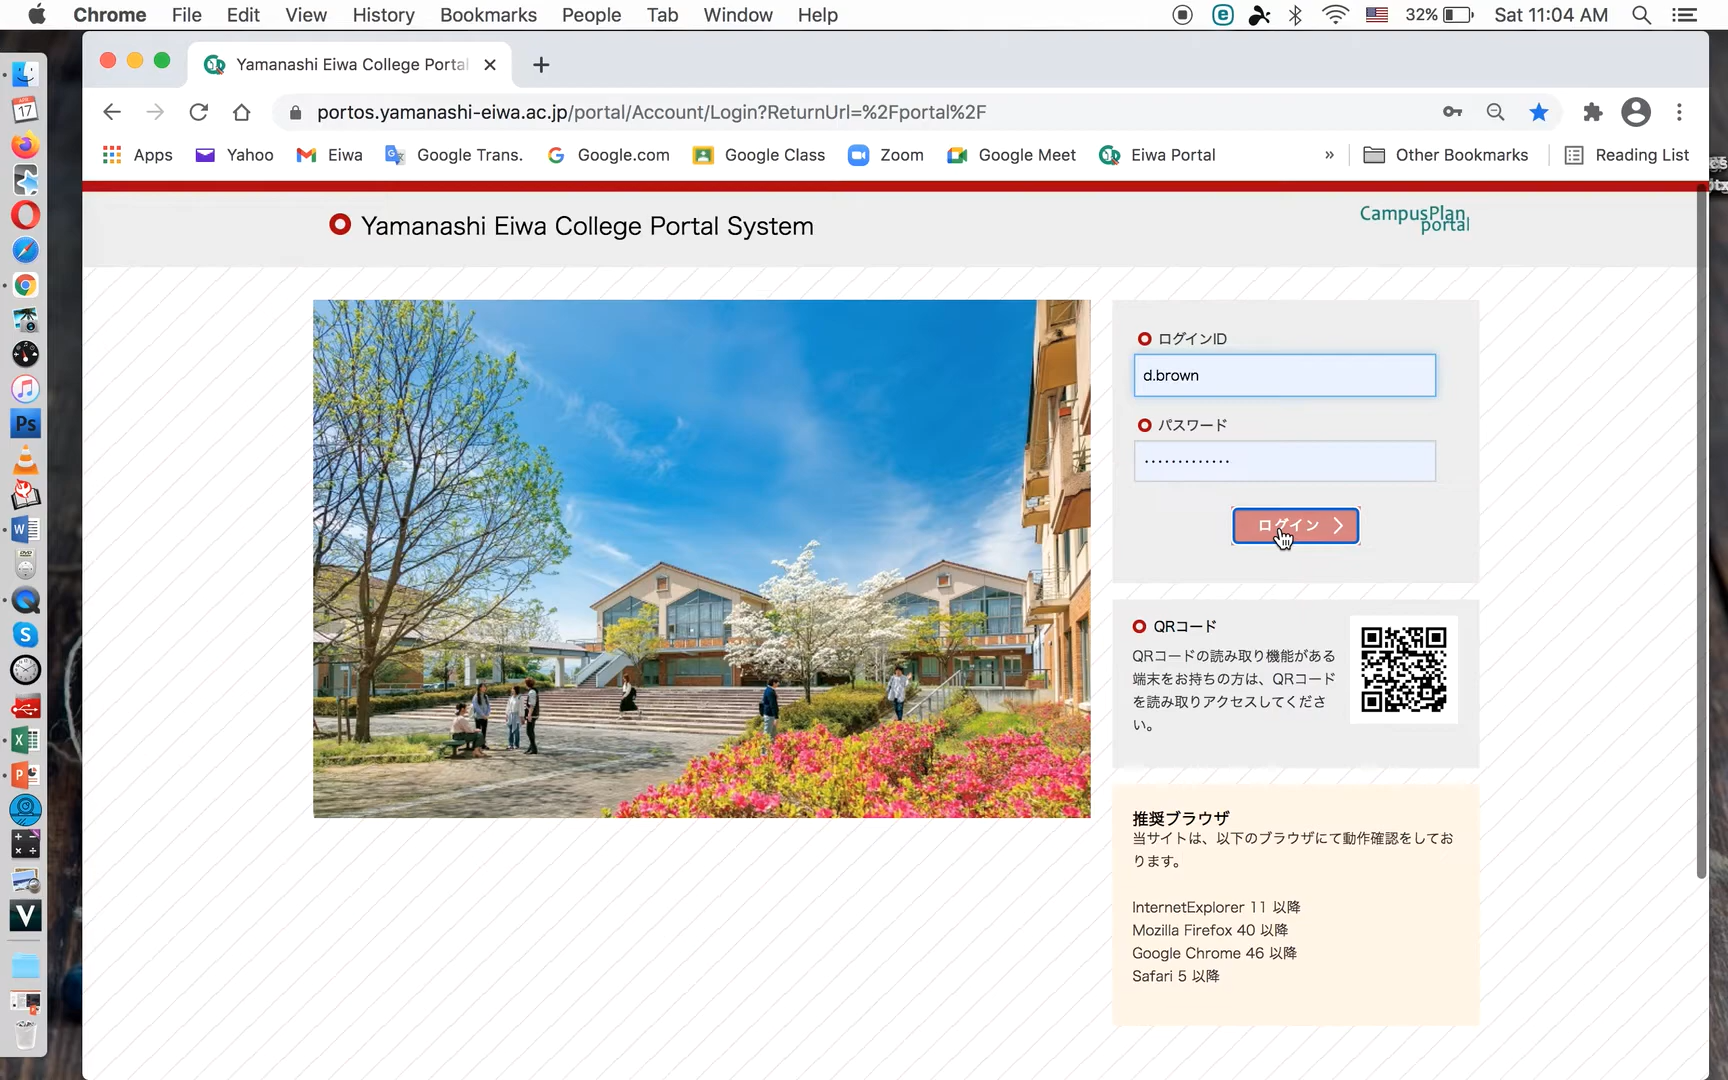 Chrome File Edit View History Bookmarks People Tab Window Help
32% Sat 11:04 AM
Yamanashi Eiwa College Portal
portos.yamanashi-eiwa.ac.jp/portal/Account/Login?ReturnUrl=%2Fportal%2F
Apps Yahoo Eiwa Google Trans. Google.com Google Class Zoom Google Meet Eiwa Portal » Other Bookmarks Reading List
Yamanashi Eiwa College Portal System
CampusPlan
portal
ログインID
d.brown
パスワード
ログイン
QRコード
QRコードの読み取り機能がある
端末をお持ちの方は、QRコード
を読み取りアクセスしてくださ
い。
推奨ブラウザ
当サイトは、以下のブラウザにて動作確認をしてお
ります。
InternetExplorer 11 以降
Mozilla Firefox 40 以降
Google Chrome 46 以降
Safari 5 以降
17
Ps
W
S
X
P
V